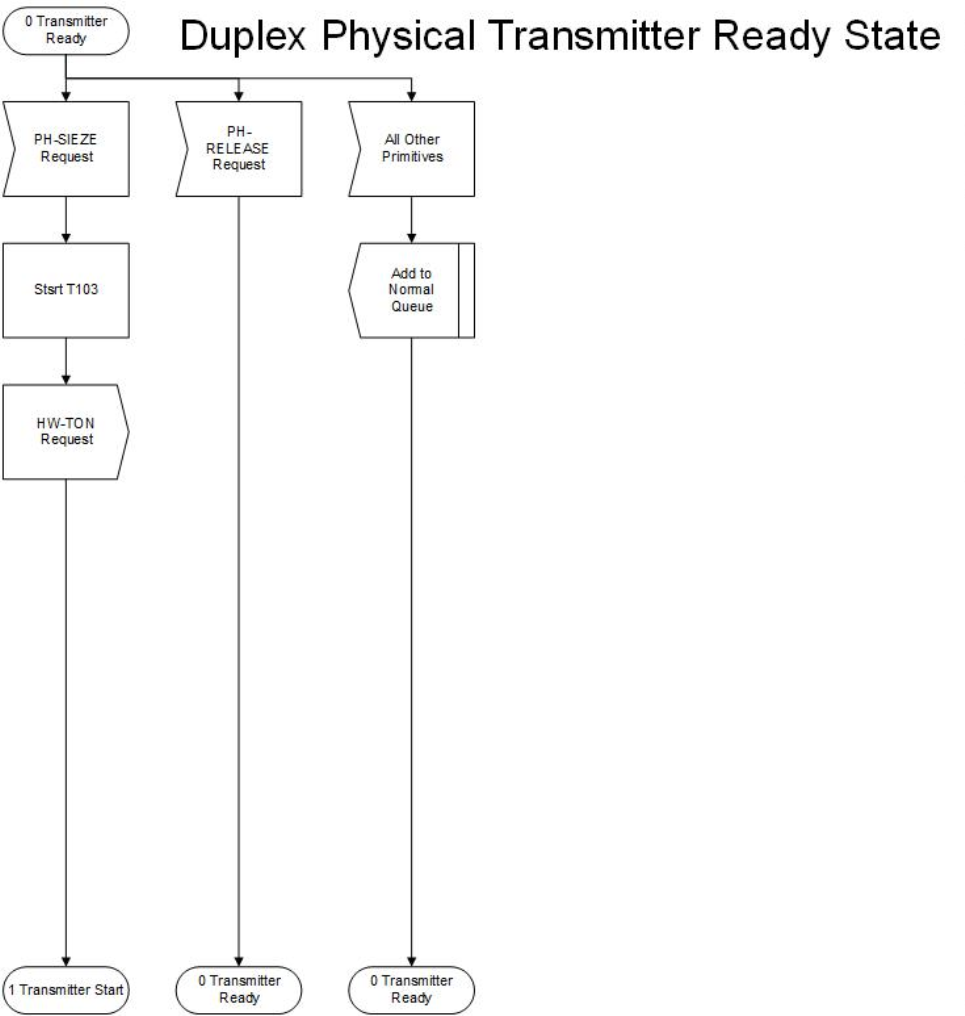 0 Transmitter
Ready
Duplex Physical Transmitter Ready State
PH-SIEZE
Request
PH-
RELEASE
Request
All Other
Primitives
Stsrt T103
Add to
Normal
Queue
HW-TON
Request
1 Transmitter Start
0 Transmitter
Ready
0 Transmitter
Ready